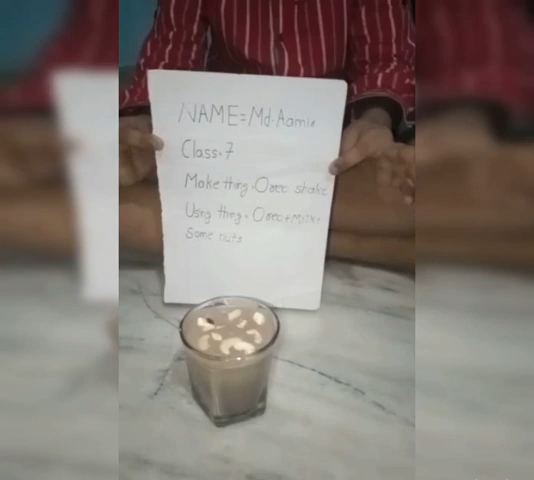 NAME=Md.Aamir
Class.7
Make thing.Oreo shake
Using thing.Oreo+Milk+
Some nuts